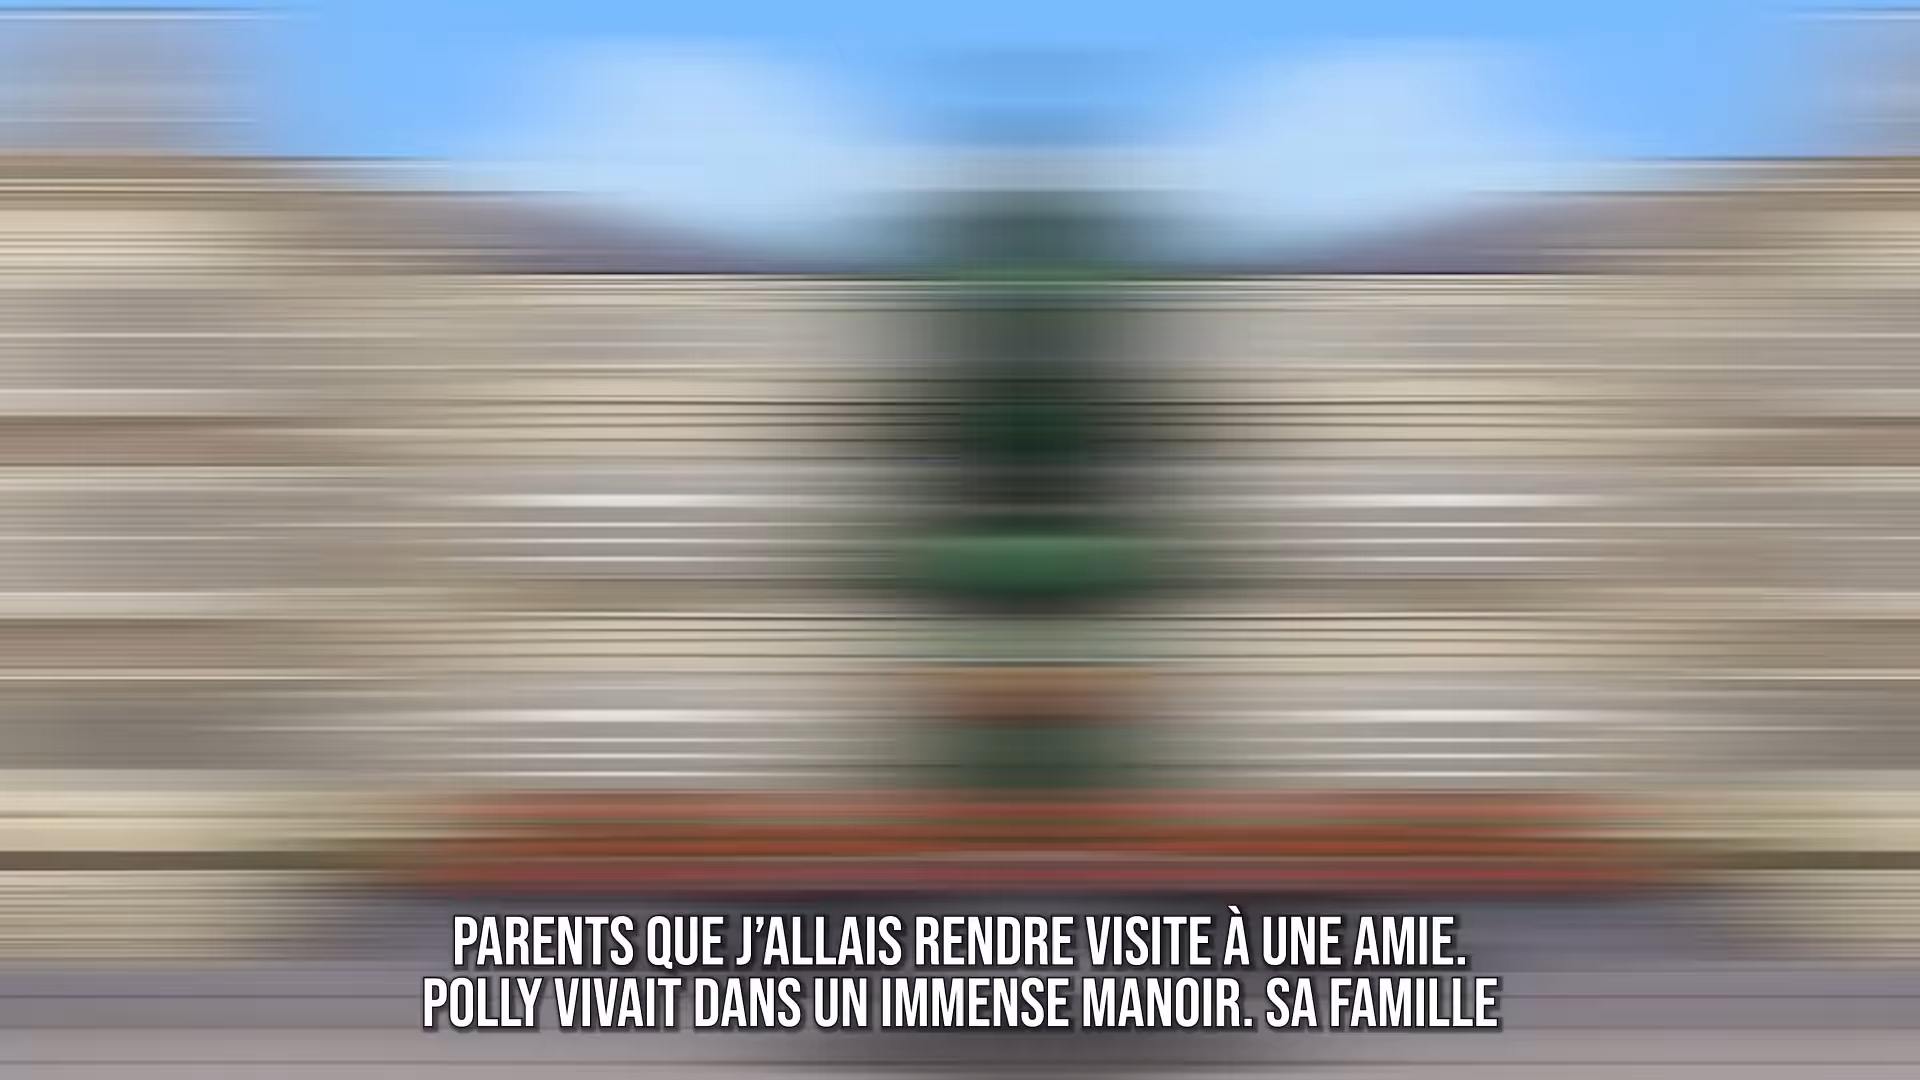 PARENTS QUE J’ALLAIS RENDRE VISITE À UNE AMIE.
POLLY VIVAIT DANS UN IMMENSE MANOIR. SA FAMILLE